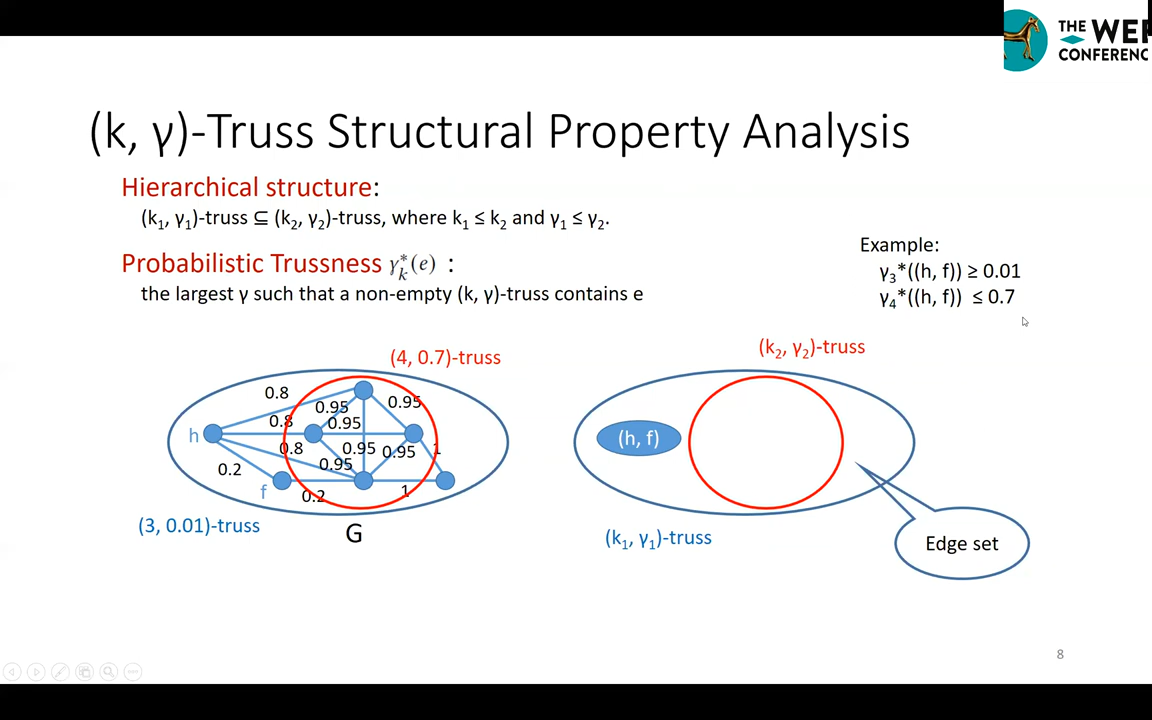 THE WEB
CONFERENC
(k, γ)-Truss Structural Property Analysis
Hierarchical structure:
(k₁, γ₁)-truss ⊆ (k₂, γ₂)-truss, where k₁ ≤ k₂ and γ₁ ≤ γ₂.
Probabilistic Trussness γₖ*(e) :
the largest γ such that a non-empty (k, γ)-truss contains e
Example:
γ₃*((h, f)) ≥ 0.01
γ₄*((h, f)) ≤ 0.7
(4, 0.7)-truss
0.8
0.95
0.95
0.8
0.95
h
0.8
0.95
0.95
1
0.2
0.95
f
0.2
1
(3, 0.01)-truss
G
(k₂, γ₂)-truss
(h, f)
(k₁, γ₁)-truss
Edge set
8